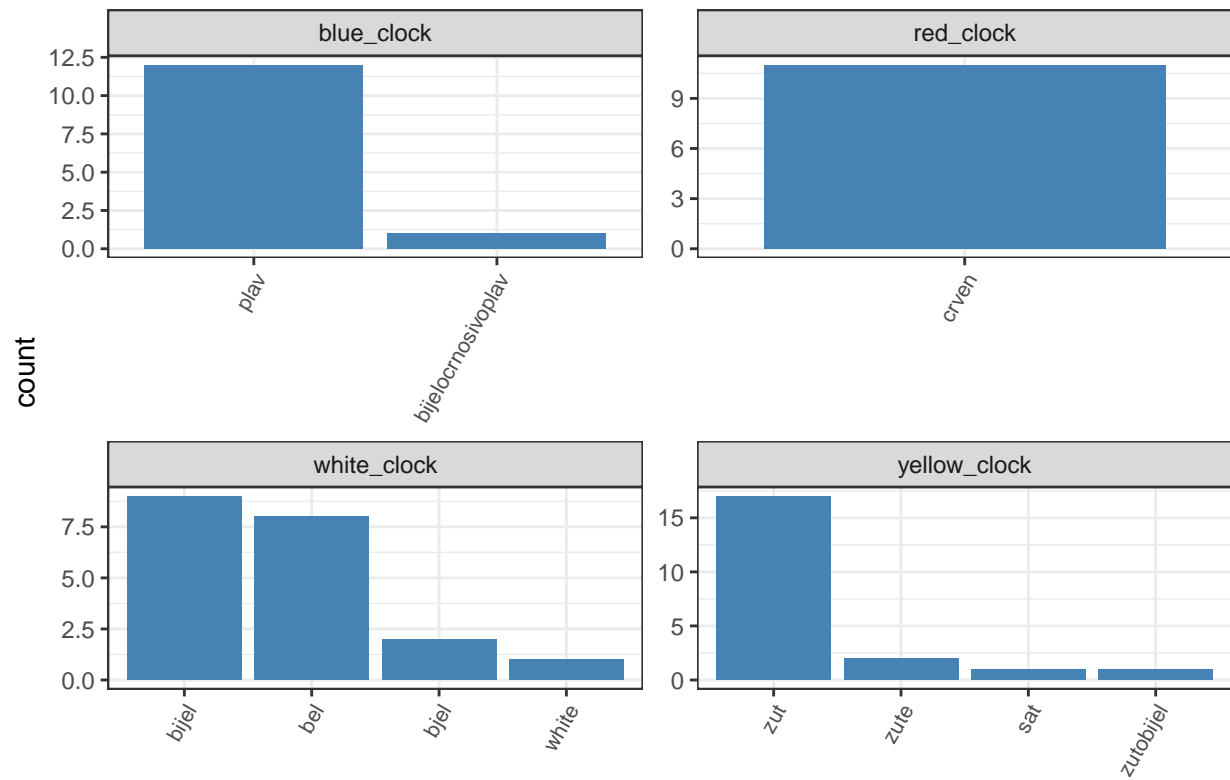 blue_clock
red_clock
12.5
10.0
7.5
5.0
2.5
0.0
9
6
3
0
plav
bijelocrnosivoplav
crven
count
white_clock
yellow_clock
7.5
5.0
2.5
0.0
15
10
5
0
bijel
bel
bjel
white
zut
zute
sat
zutobijel